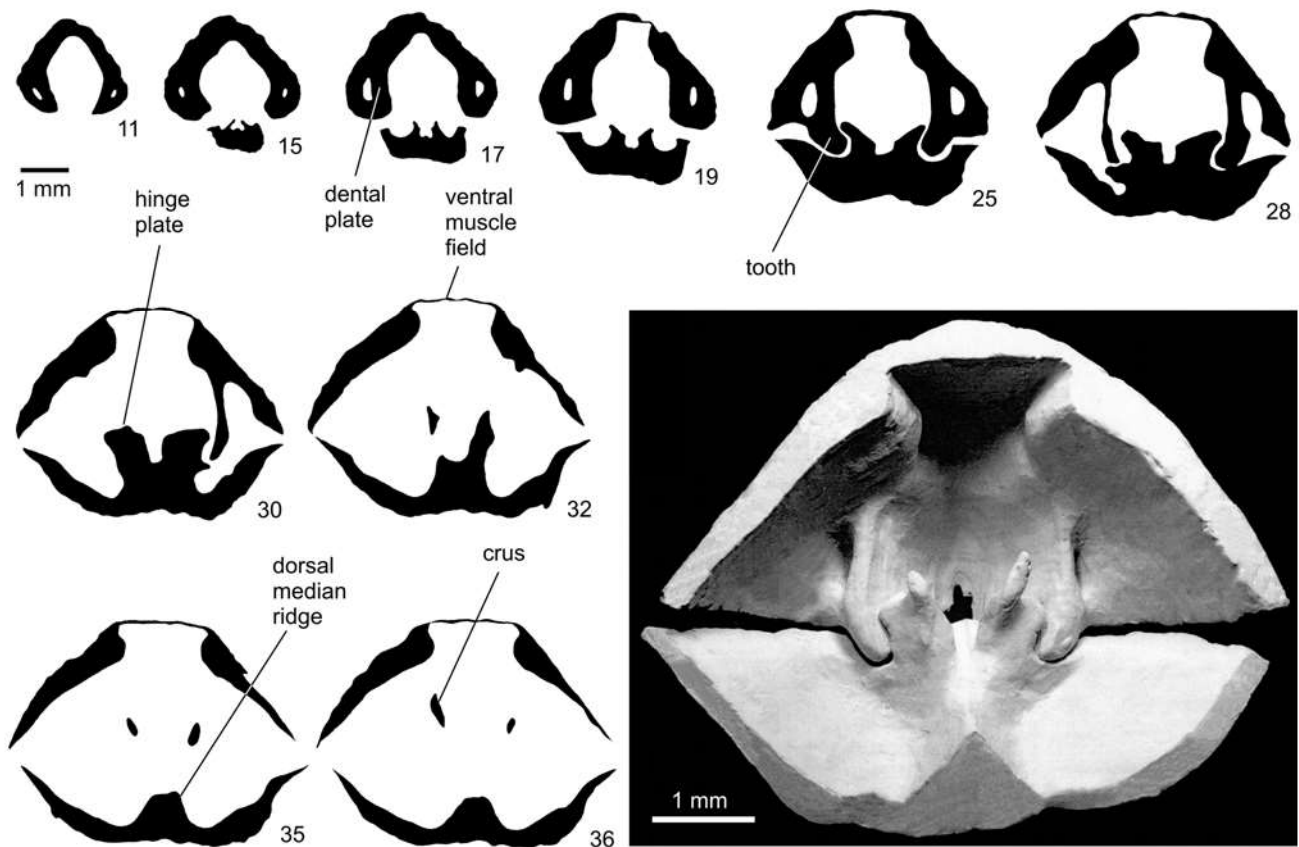 11
15
17
19
25
28
1 mm
hinge
plate
dental
plate
ventral
muscle
field
tooth
30
32
dorsal
median
ridge
crus
35
36
1 mm